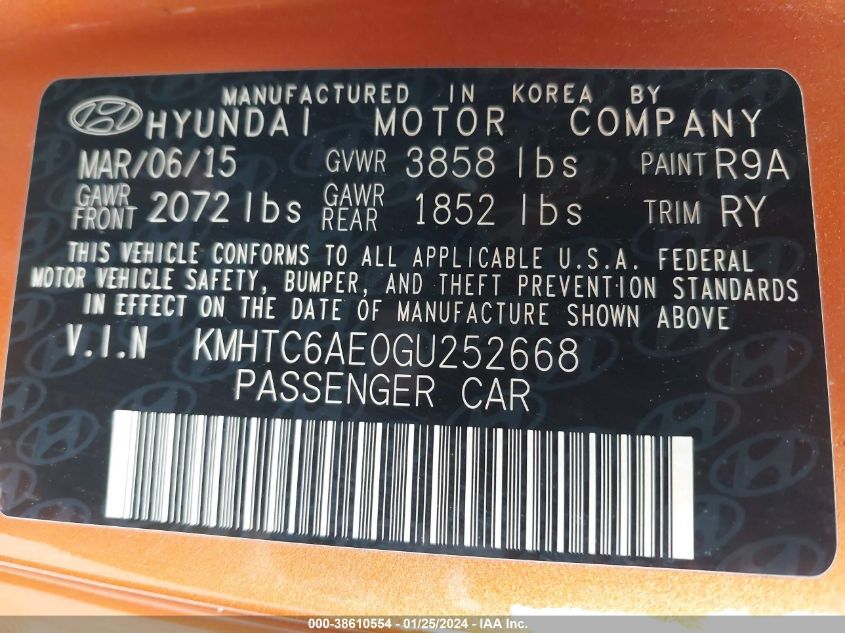 MANUFACTURED IN KOREA BY
HYUNDAI MOTOR COMPANY
MAR/06/15 GVWR 3858 lbs PAINT R9A
GAWR FRONT 2072 lbs GAWR REAR 1852 lbs TRIM RY
THIS VEHICLE CONFORMS TO ALL APPLICABLE U.S.A. FEDERAL
MOTOR VEHICLE SAFETY, BUMPER, AND THEFT PREVENTION STANDARDS
IN EFFECT ON THE DATE OF MANUFACTURE SHOWN ABOVE
V.I.N KMHTC6AE0GU252668
PASSENGER CAR
000-38610554 - 01/25/2024 - IAA Inc.